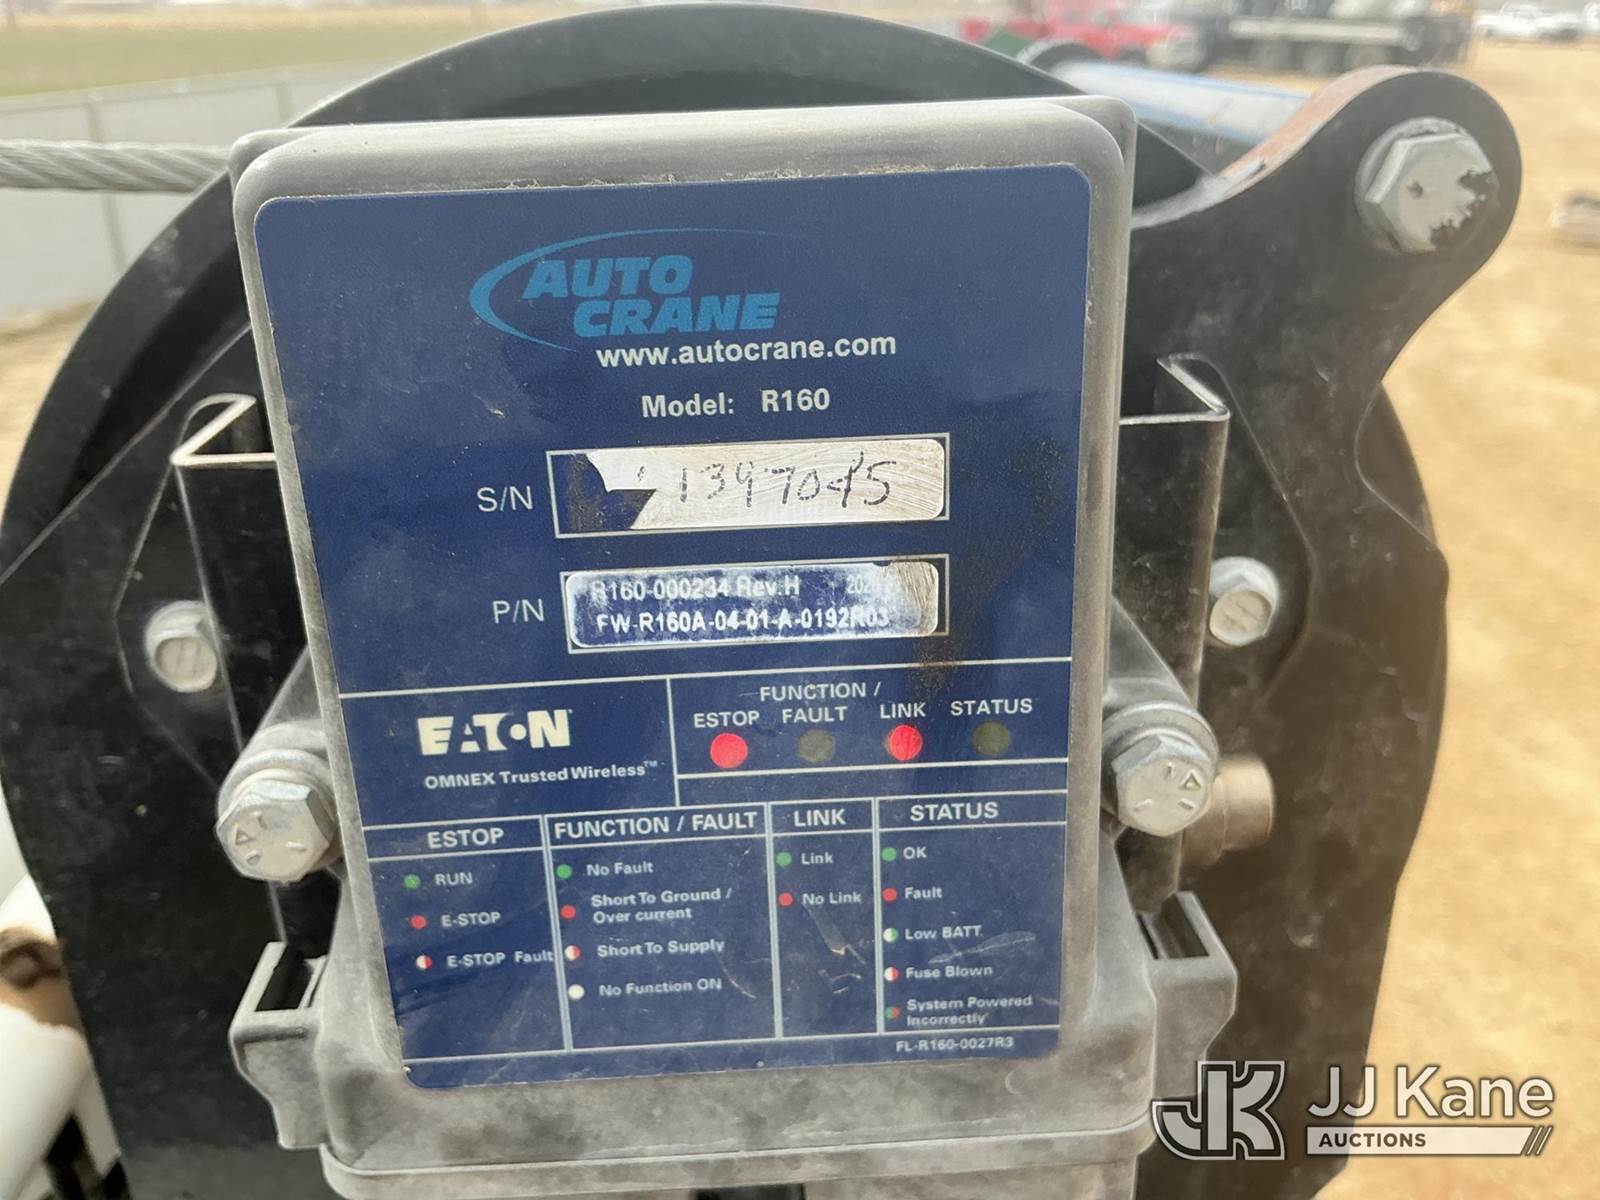 AUTO
CRANE
www.autocrane.com
Model: R160
S/N
P/N
R160-000234 Rev.H
FW-R160A-04-01-A-0192R03
EATON
OMNEX Trusted Wireless™
FUNCTION /
ESTOP FAULT LINK STATUS
ESTOP
RUN
E-STOP
E-STOP Fault
FUNCTION / FAULT
No Fault
Short To Ground /
Over current
Short To Supply
No Function ON
LINK
Link
No Link
STATUS
OK
Fault
Low BATT
Fuse Blown
System Powered
Incorrectly
FL-R160-0027R3
JK JJ Kane
AUCTIONS